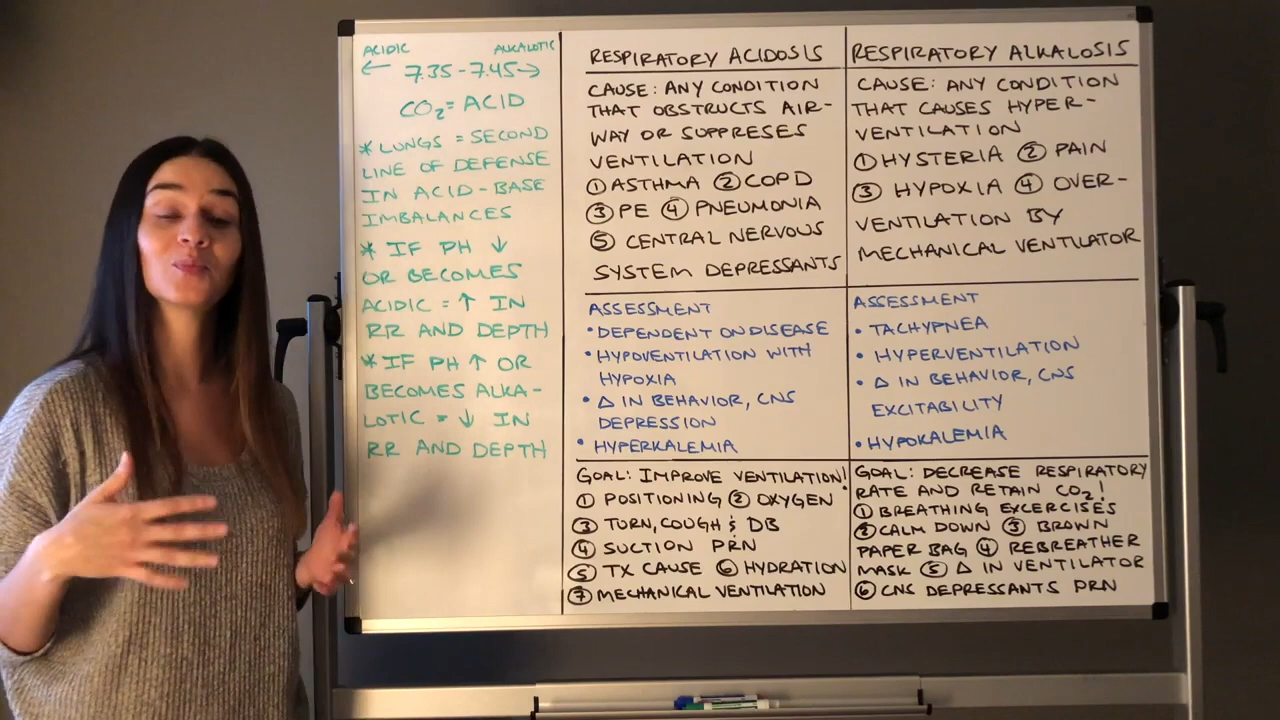 ACIDIC ALKALOTIC
← 7.35-7.45→
CO₂= ACID
* LUNGS = SECOND
LINE OF DEFENSE
IN ACID-BASE
IMBALANCES
* IF PH ↓
OR BECOMES
ACIDIC = ↑ IN
RR AND DEPTH
* IF PH ↑ OR
BECOMES ALKA-
LOTIC = ↓ IN
RR AND DEPTH
RESPIRATORY ACIDOSIS
CAUSE: ANY CONDITION
THAT OBSTRUCTS AIR-
WAY OR SUPPRESES
VENTILATION
① ASTHMA ② COPD
③ PE ④ PNEUMONIA
⑤ CENTRAL NERVOUS
SYSTEM DEPRESSANTS
ASSESSMENT
• DEPENDENT ON DISEASE
• HYPOVENTILATION WITH
HYPOXIA
• Δ IN BEHAVIOR, CNS
DEPRESSION
• HYPERKALEMIA
GOAL: IMPROVE VENTILATION!
① POSITIONING ② OXYGEN
③ TURN, COUGH & DB
④ SUCTION PRN
⑤ TX CAUSE ⑥ HYDRATION
⑦ MECHANICAL VENTILATION
RESPIRATORY ALKALOSIS
CAUSE: ANY CONDITION
THAT CAUSES HYPER-
VENTILATION
① HYSTERIA ② PAIN
③ HYPOXIA ④ OVER-
VENTILATION BY
MECHANICAL VENTILATOR
ASSESSMENT
• TACHYPNEA
• HYPERVENTILATION
• Δ IN BEHAVIOR, CNS
EXCITABILITY
• HYPOKALEMIA
GOAL: DECREASE RESPIRATORY
RATE AND RETAIN CO₂!
① BREATHING EXCERCISES
② CALM DOWN ③ BROWN
PAPER BAG ④ REBREATHER
MASK ⑤ Δ IN VENTILATOR
⑥ CNS DEPRESSANTS PRN